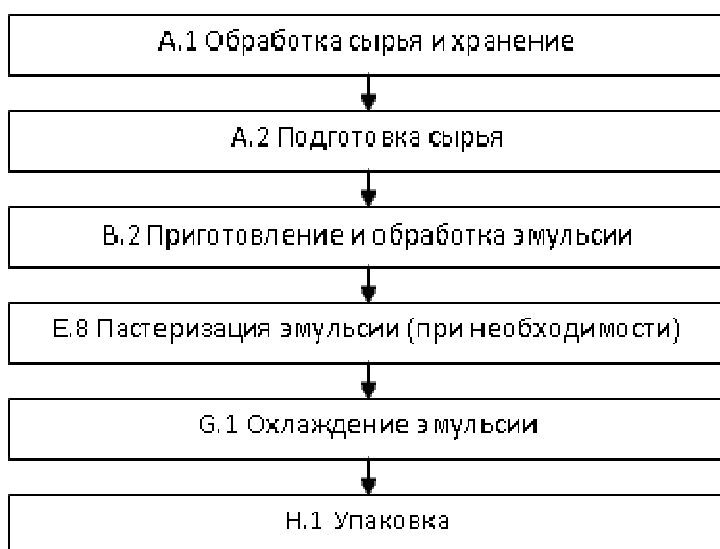 A.1 Обработка сырья и хранение
A.2 Подготовка сырья
B.2 Приготовление и обработка эмульсии
E.8 Пастеризация эмульсии (при необходимости)
G.1 Охлаждение эмульсии
H.1 Упаковка